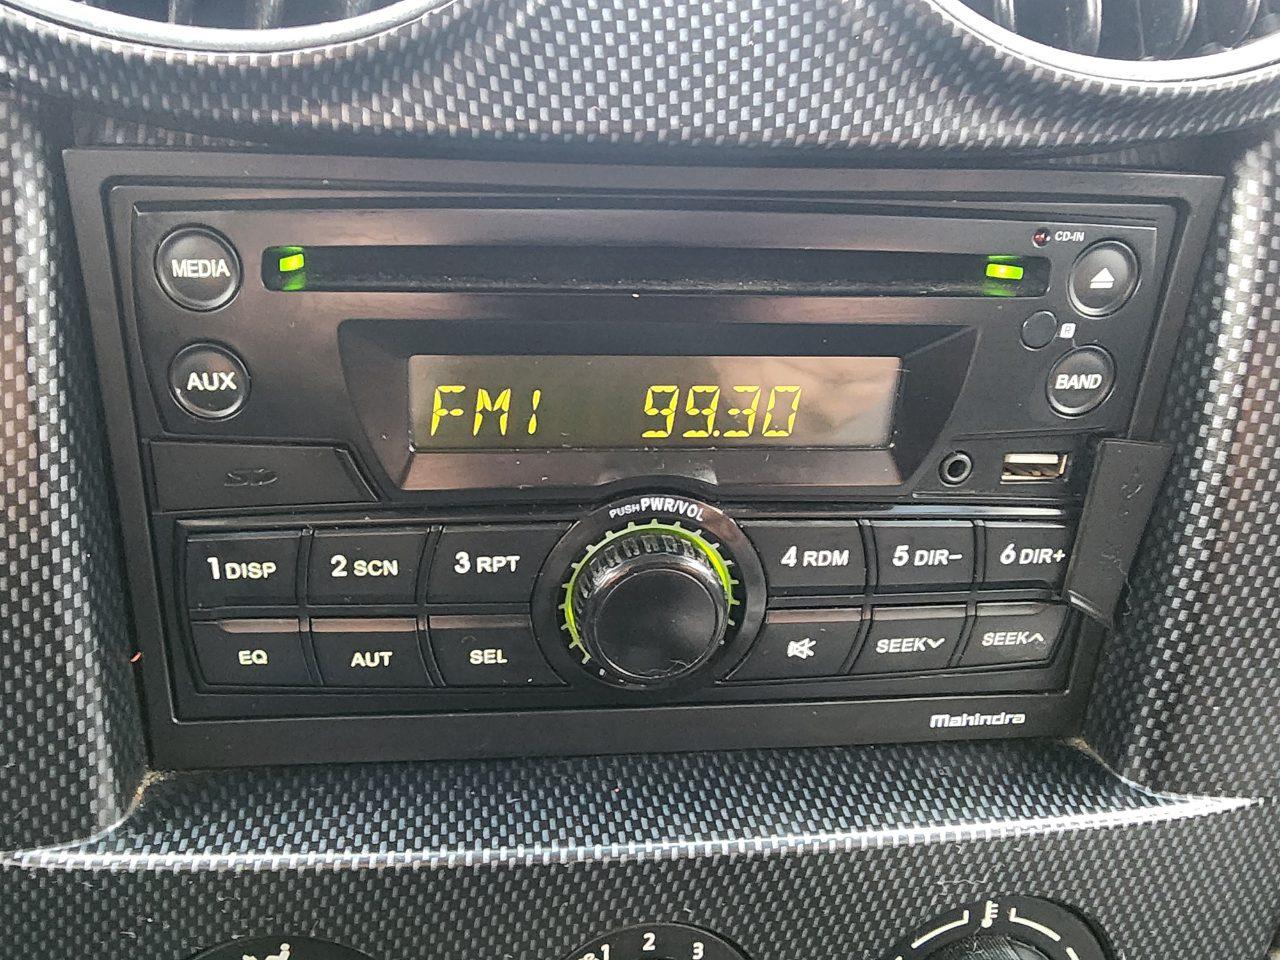 CD-IN
MEDIA
R
AUX
BAND
FM1 99.30
SD
PUSH PWR/VOL
1 DISP 2 SCN 3 RPT 4 RDM 5 DIR- 6 DIR+
EQ AUT SEL SEEK SEEK
Mahindra
1 2 3